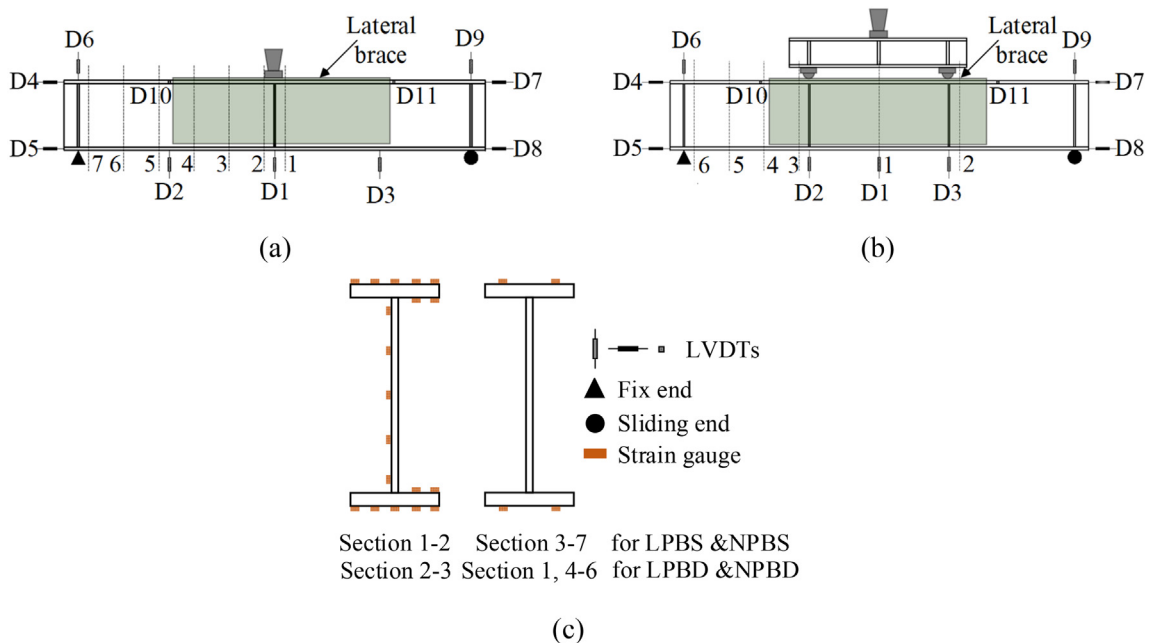 Lateral
brace
D6
D9
D4
D7
D10
D11
D5
D8
7 6 5 4 3 2 1
D2
D1
D3
(a)
Lateral
brace
D6
D9
D4
D7
D10
D11
D5
D8
6 5 4 3 1 2
D2
D1
D3
(b)
LVDTs
Fix end
Sliding end
Strain gauge
Section 1-2 Section 3-7 for LPBS &NPBS
Section 2-3 Section 1, 4-6 for LPBD &NPBD
(c)